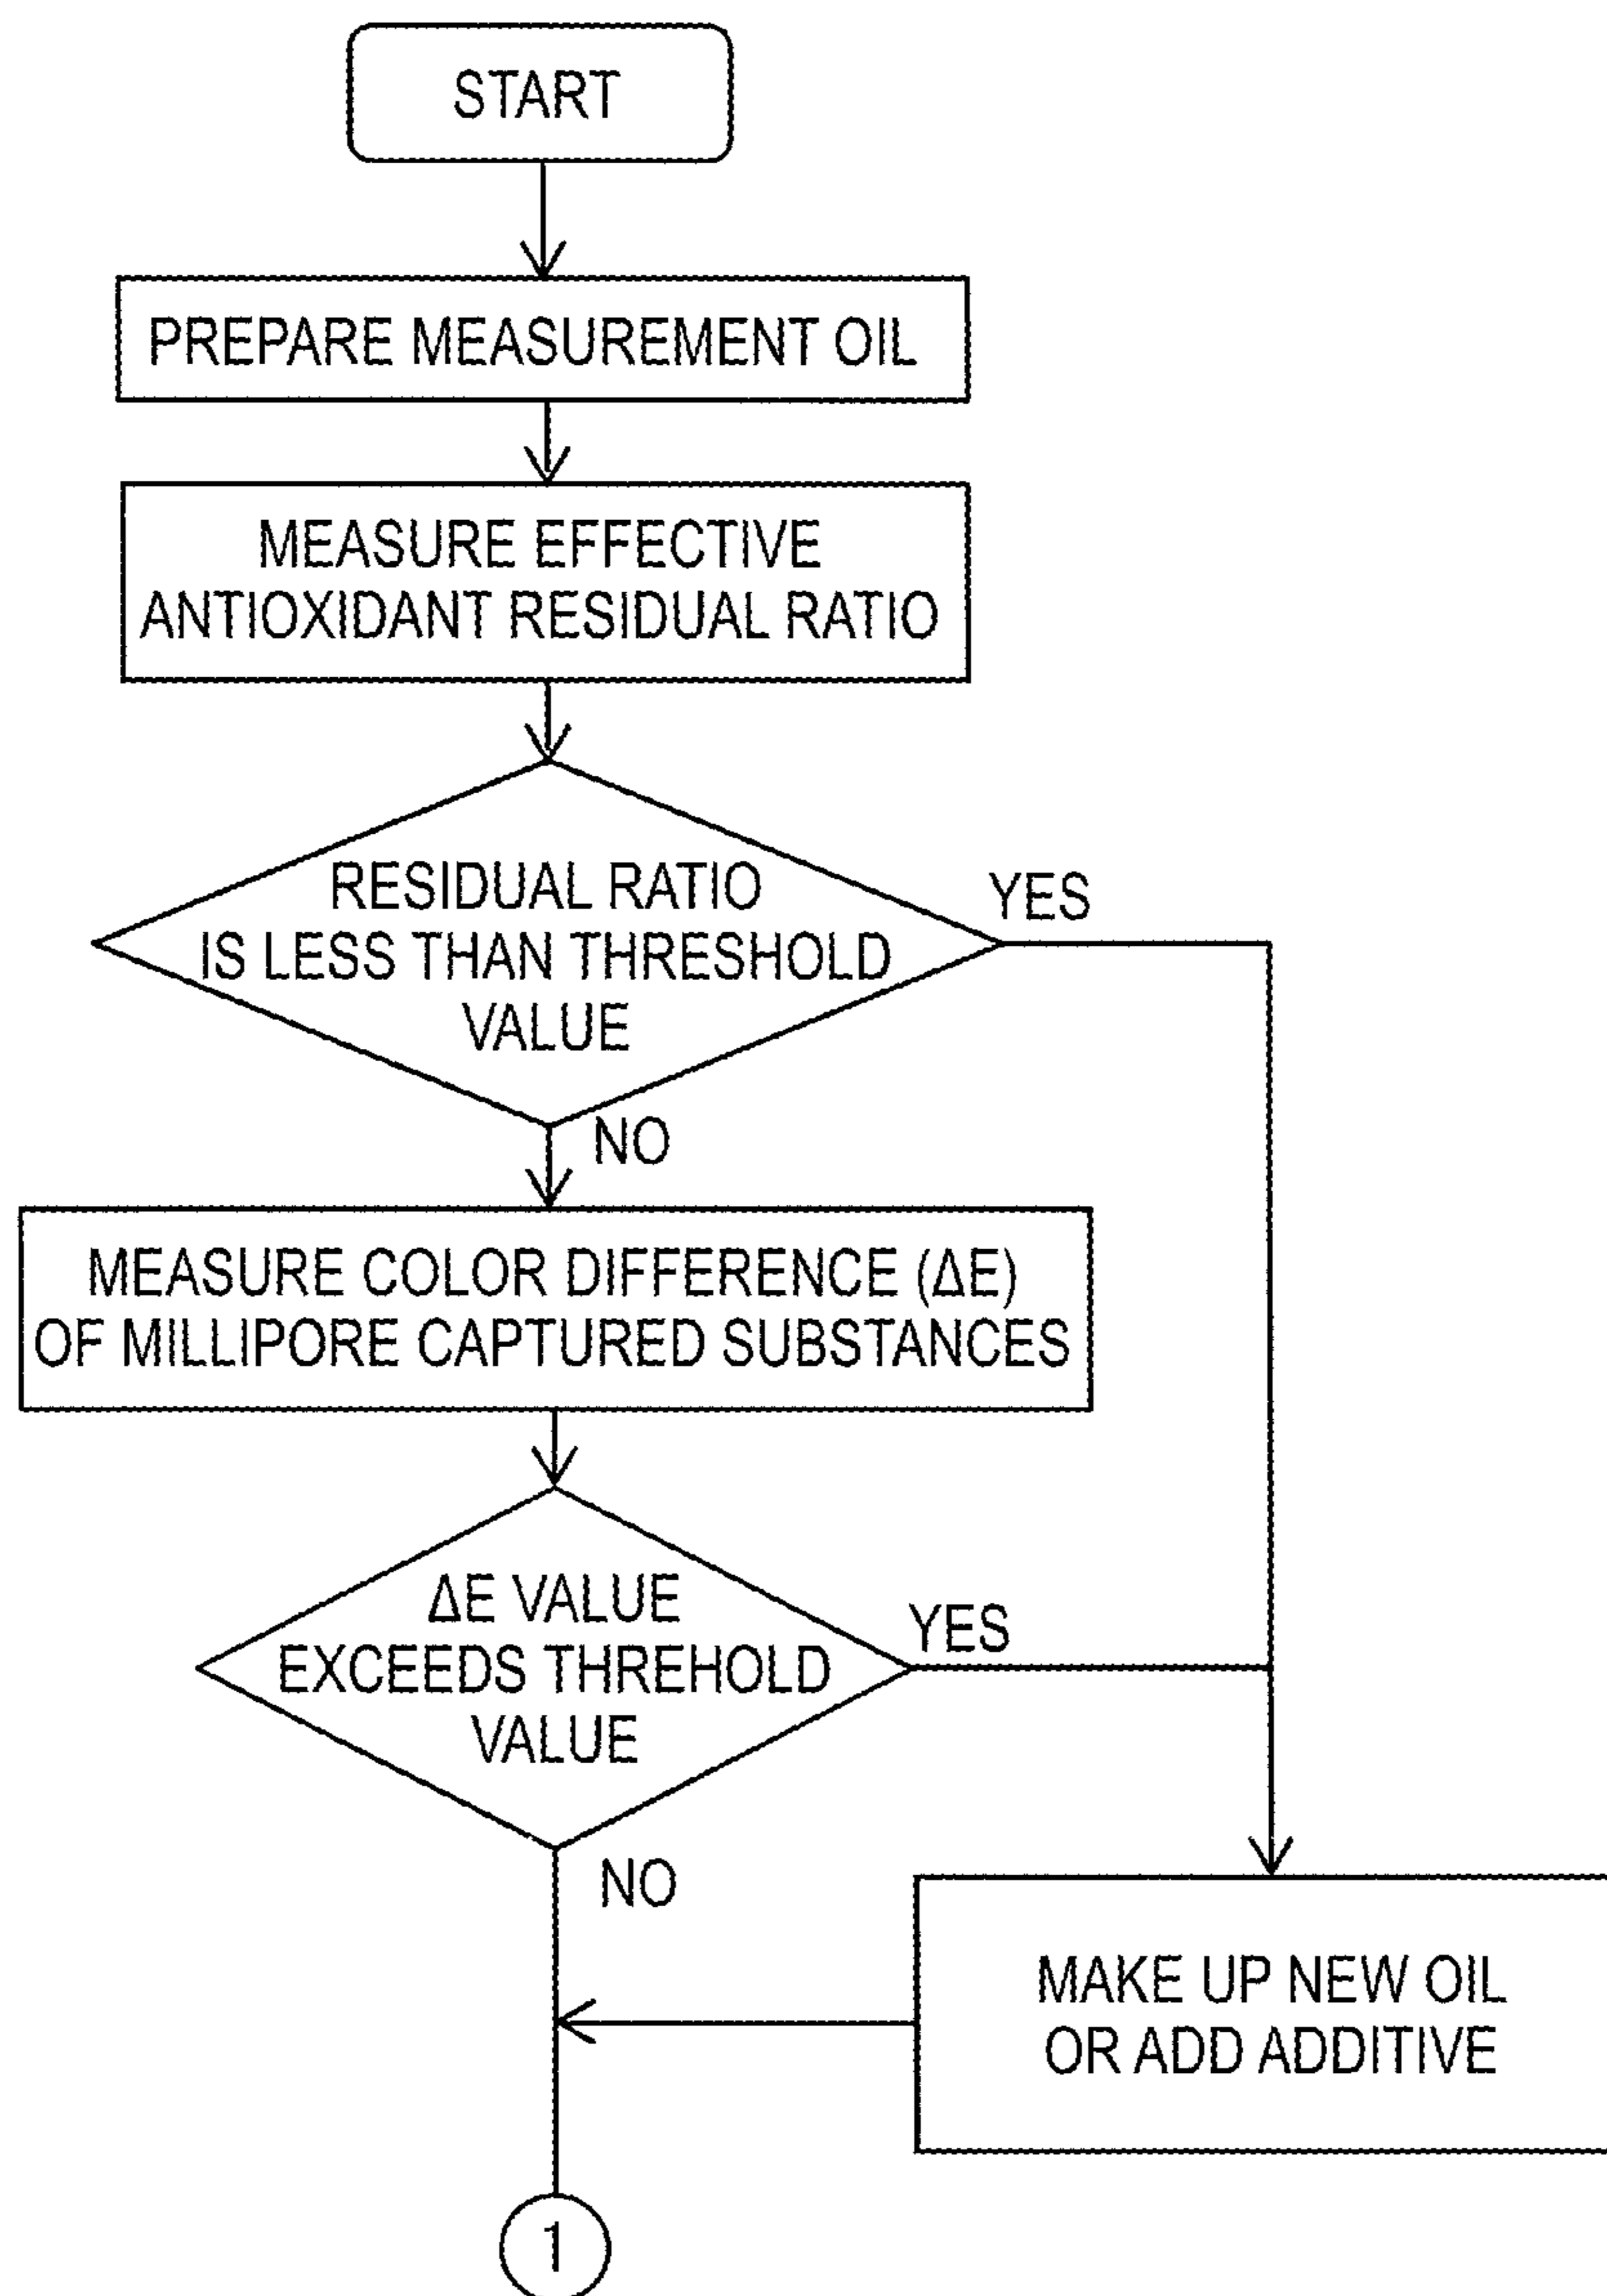 START
PREPARE MEASUREMENT OIL
MEASURE EFFECTIVE
ANTIOXIDANT RESIDUAL RATIO
RESIDUAL RATIO
IS LESS THAN THRESHOLD
VALUE
YES
NO
MEASURE COLOR DIFFERENCE (ΔE)
OF MILLIPORE CAPTURED SUBSTANCES
ΔE VALUE
EXCEEDS THREHOLD
VALUE
YES
NO
MAKE UP NEW OIL
OR ADD ADDITIVE
1